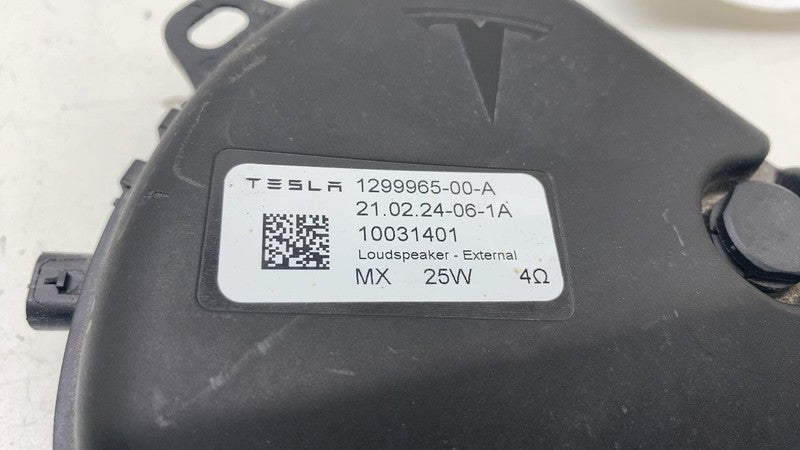 TESLA 1299965-00-A
21.02.24-06-1A
10031401
Loudspeaker - External
MX 25W 4Ω